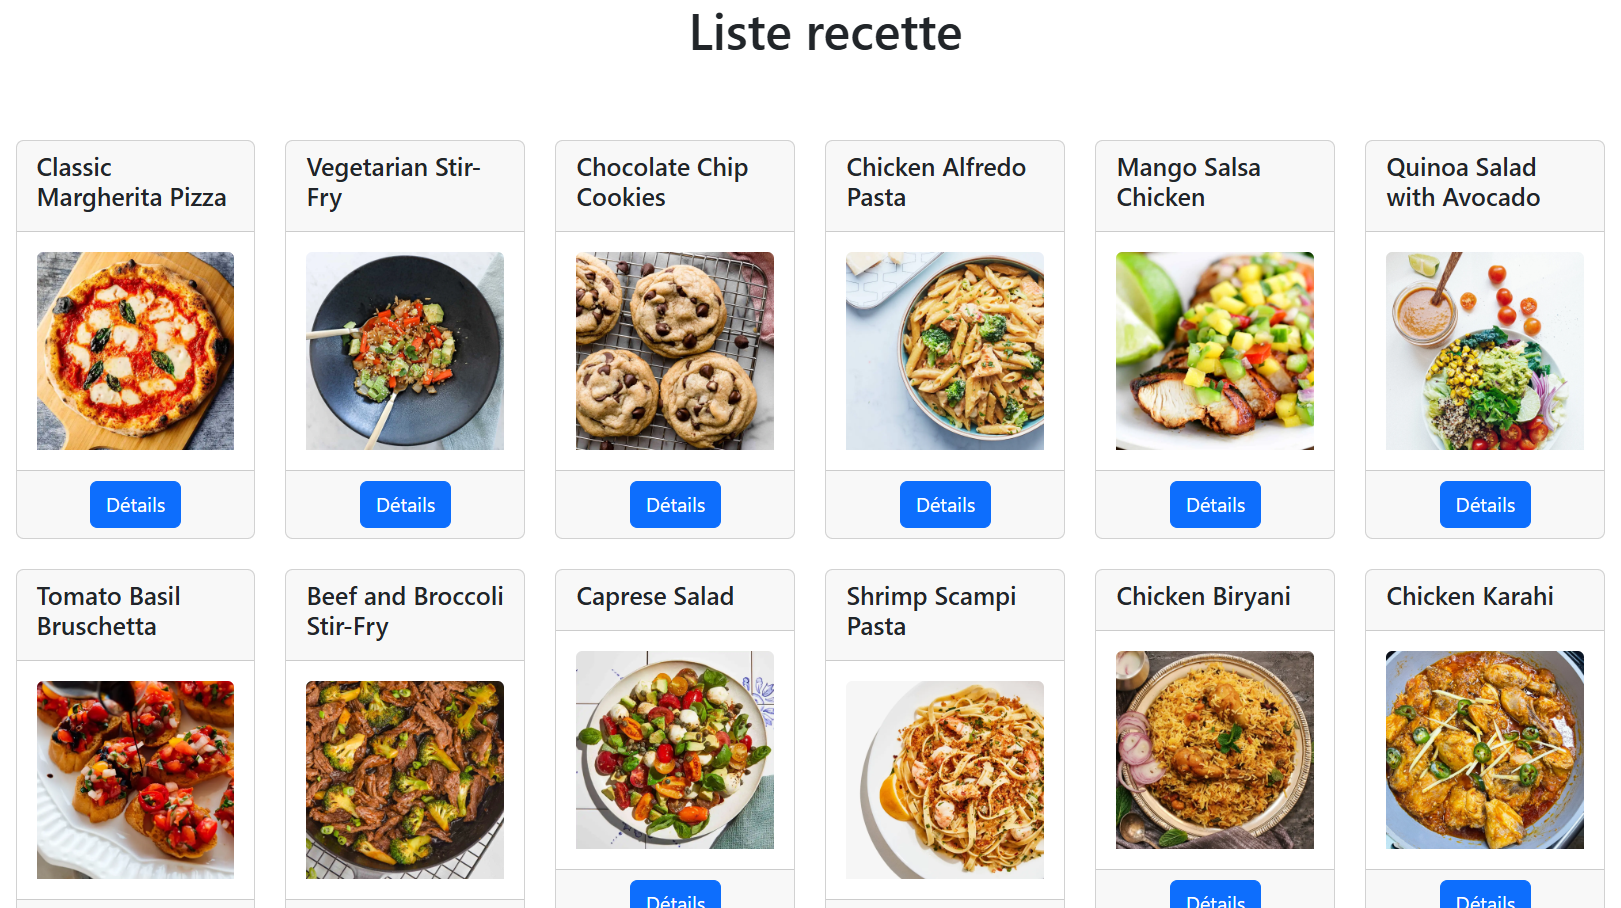 Liste recette
Classic
Margherita Pizza
Vegetarian Stir-
Fry
Chocolate Chip
Cookies
Chicken Alfredo
Pasta
Mango Salsa
Chicken
Quinoa Salad
with Avocado
Détails
Détails
Détails
Détails
Détails
Détails
Tomato Basil
Bruschetta
Beef and Broccoli
Stir-Fry
Caprese Salad
Shrimp Scampi
Pasta
Chicken Biryani
Chicken Karahi
Détails
Détails
Détails